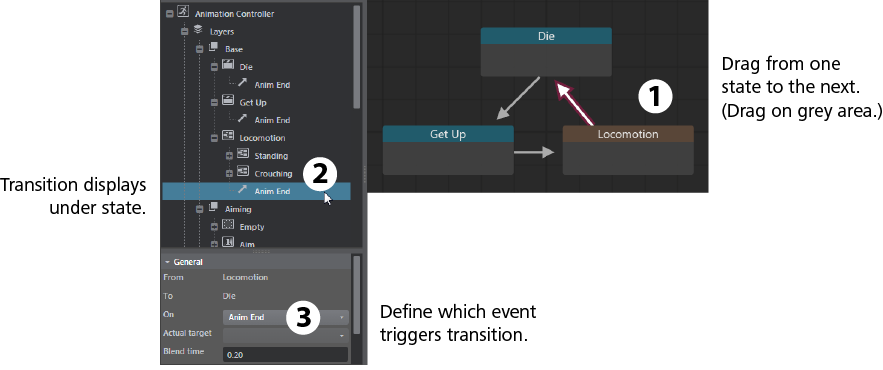 Animation Controller
Layers
Base
Die
Anim End
Get Up
Anim End
Locomotion
Standing
Crouching
Anim End
Aiming
Empty
Aim
General
From Locomotion
To Die
On Anim End
Actual target
Blend time 0.20
Die
Get Up
Locomotion
1
Drag from one
state to the next.
(Drag on grey area.)
2
Transition displays
under state.
3
Define which event
triggers transition.